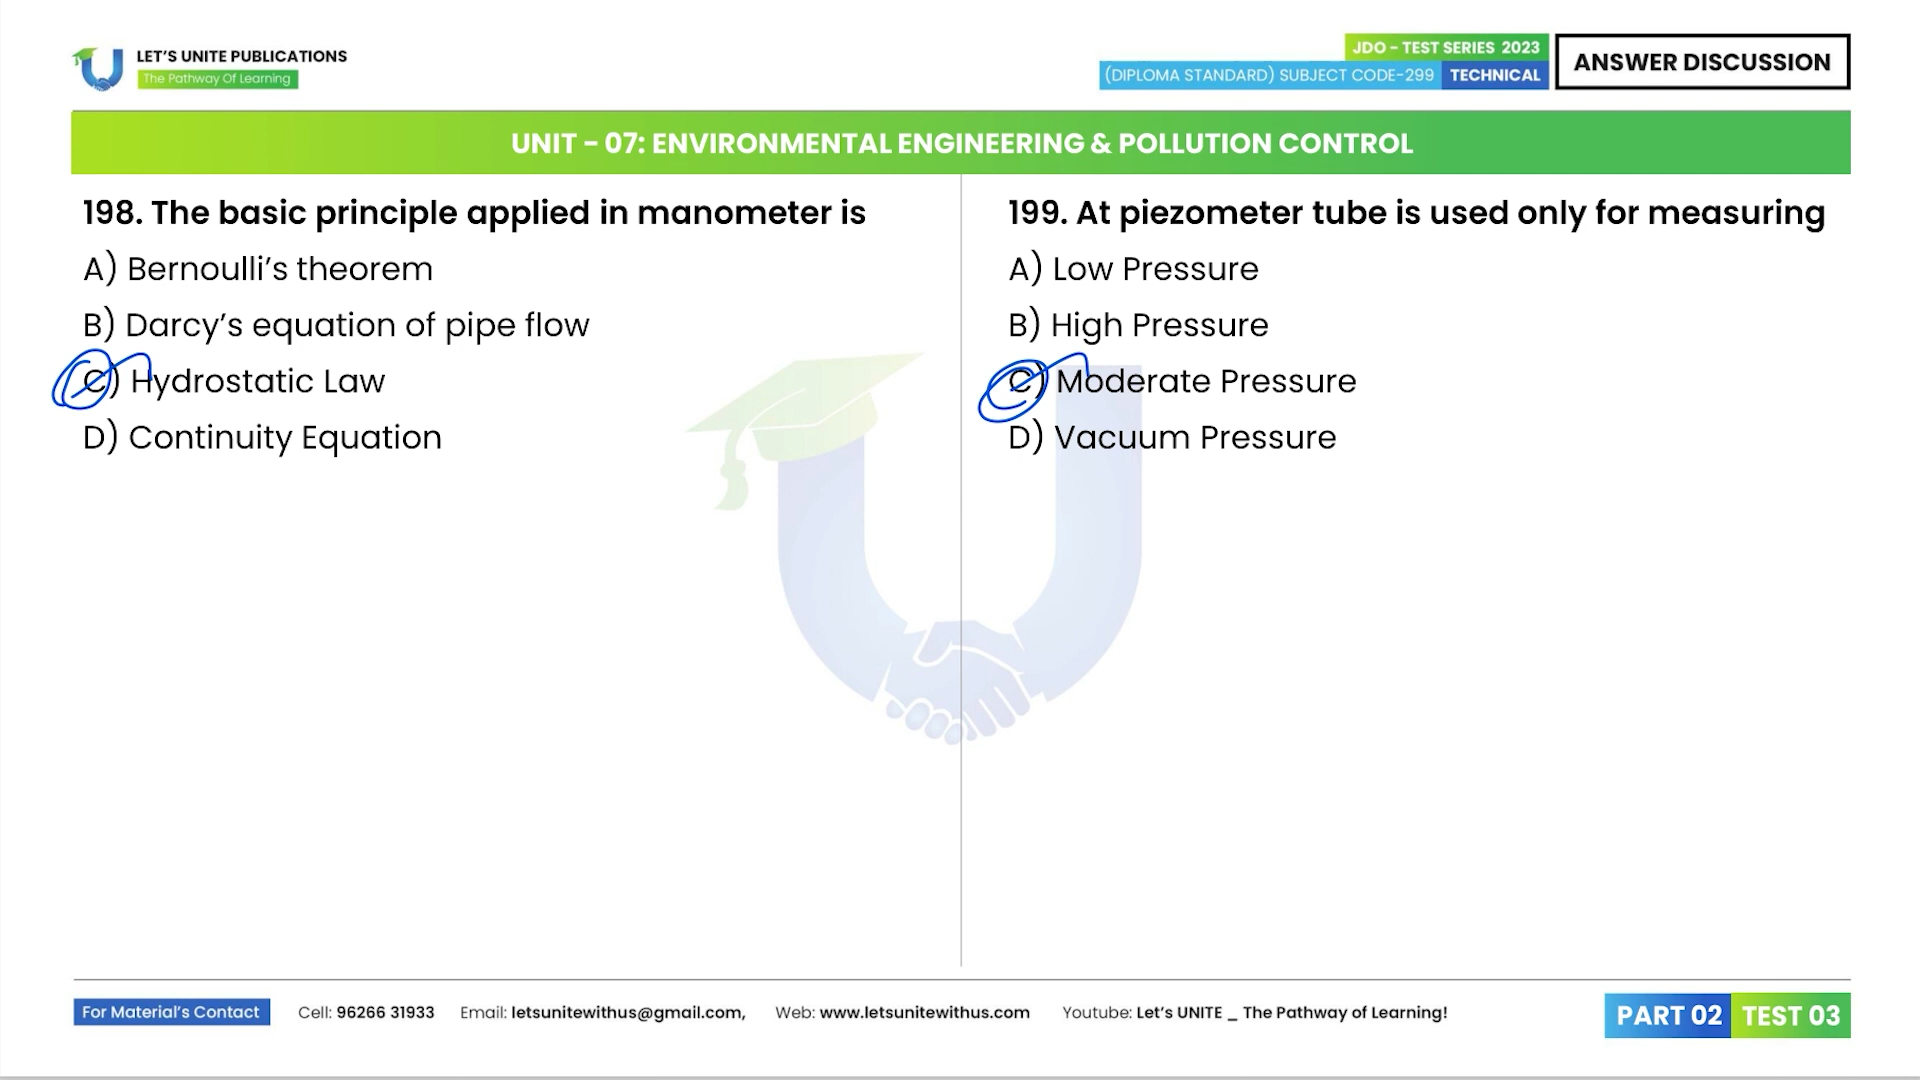 LET'S UNITE PUBLICATIONS
The Pathway Of Learning
JDO - TEST SERIES 2023
(DIPLOMA STANDARD) SUBJECT CODE-299 TECHNICAL
ANSWER DISCUSSION
UNIT - 07: ENVIRONMENTAL ENGINEERING & POLLUTION CONTROL
198. The basic principle applied in manometer is
A) Bernoulli's theorem
B) Darcy's equation of pipe flow
C) Hydrostatic Law
D) Continuity Equation
199. At piezometer tube is used only for measuring
A) Low Pressure
B) High Pressure
C) Moderate Pressure
D) Vacuum Pressure
For Material's Contact Cell: 96266 31933 Email: letsunitewithus@gmail.com, Web: www.letsunitewithus.com Youtube: Let's UNITE _ The Pathway of Learning!
PART 02 TEST 03